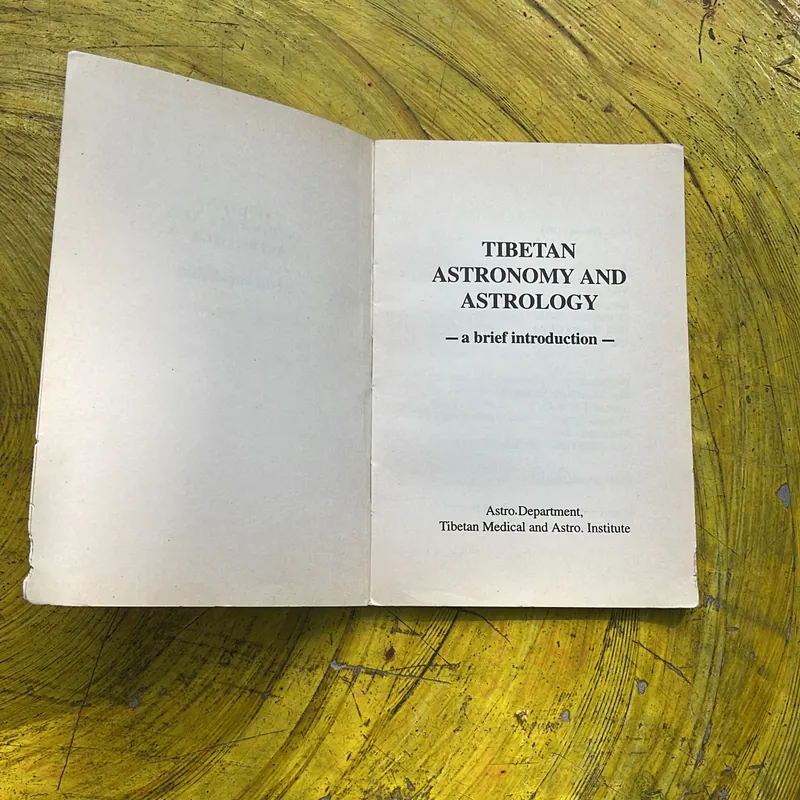 TIBETAN
ASTRONOMY AND
ASTROLOGY
— a brief introduction —
Astro.Department,
Tibetan Medical and Astro. Institute